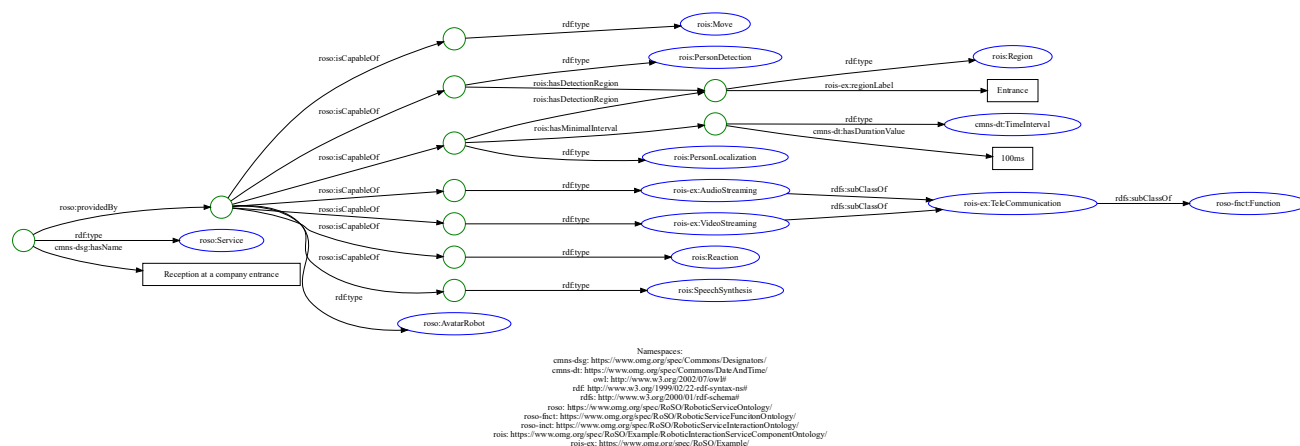 rdf:type
rois:Move
roso:isCapableOf
rdf:type
rois:PersonDetection
rdf:type
rois:Region
rois:hasDetectionRegion
rois-ex:regionLabel
Entrance
roso:isCapableOf
rois:hasDetectionRegion
rdf:type
cmns-dt:TimeInterval
rois:hasMinimalInterval
cmns-dt:hasDurationValue
100ms
roso:isCapableOf
rdf:type
rois:PersonLocalization
roso:isCapableOf
rdf:type
rois-ex:AudioStreaming
rdfs:subClassOf
rois-ex:TeleCommunication
rdfs:subClassOf
roso-fnct:Function
roso:providedBy
roso:isCapableOf
rdf:type
rois-ex:VideoStreaming
rdfs:subClassOf
roso:isCapableOf
rdf:type
roso:Service
cmns-dsg:hasName
Reception at a company entrance
rdf:type
rois:Reaction
roso:isCapableOf
rdf:type
rois:SpeechSynthesis
rdf:type
roso:AvatarRobot
Namespaces:
cmns-dsg: https://www.omg.org/spec/Commons/Designators/
cmns-dt: https://www.omg.org/spec/Commons/DateAndTime/
owl: http://www.w3.org/2002/07/owl#
rdf: http://www.w3.org/1999/02/22-rdf-syntax-ns#
rdfs: http://www.w3.org/2000/01/rdf-schema#
roso: https://www.omg.org/spec/RoSO/RoboticServiceOntology/
roso-fnct: https://www.omg.org/spec/RoSO/RoboticServiceFuncitonOntology/
roso-inct: https://www.omg.org/spec/RoSO/RoboticServiceInteractionOntology/
rois: https://www.omg.org/spec/RoSO/Example/RoboticInteractionServiceComponentOntology/
rois-ex: https://www.omg.org/spec/RoSO/Example/